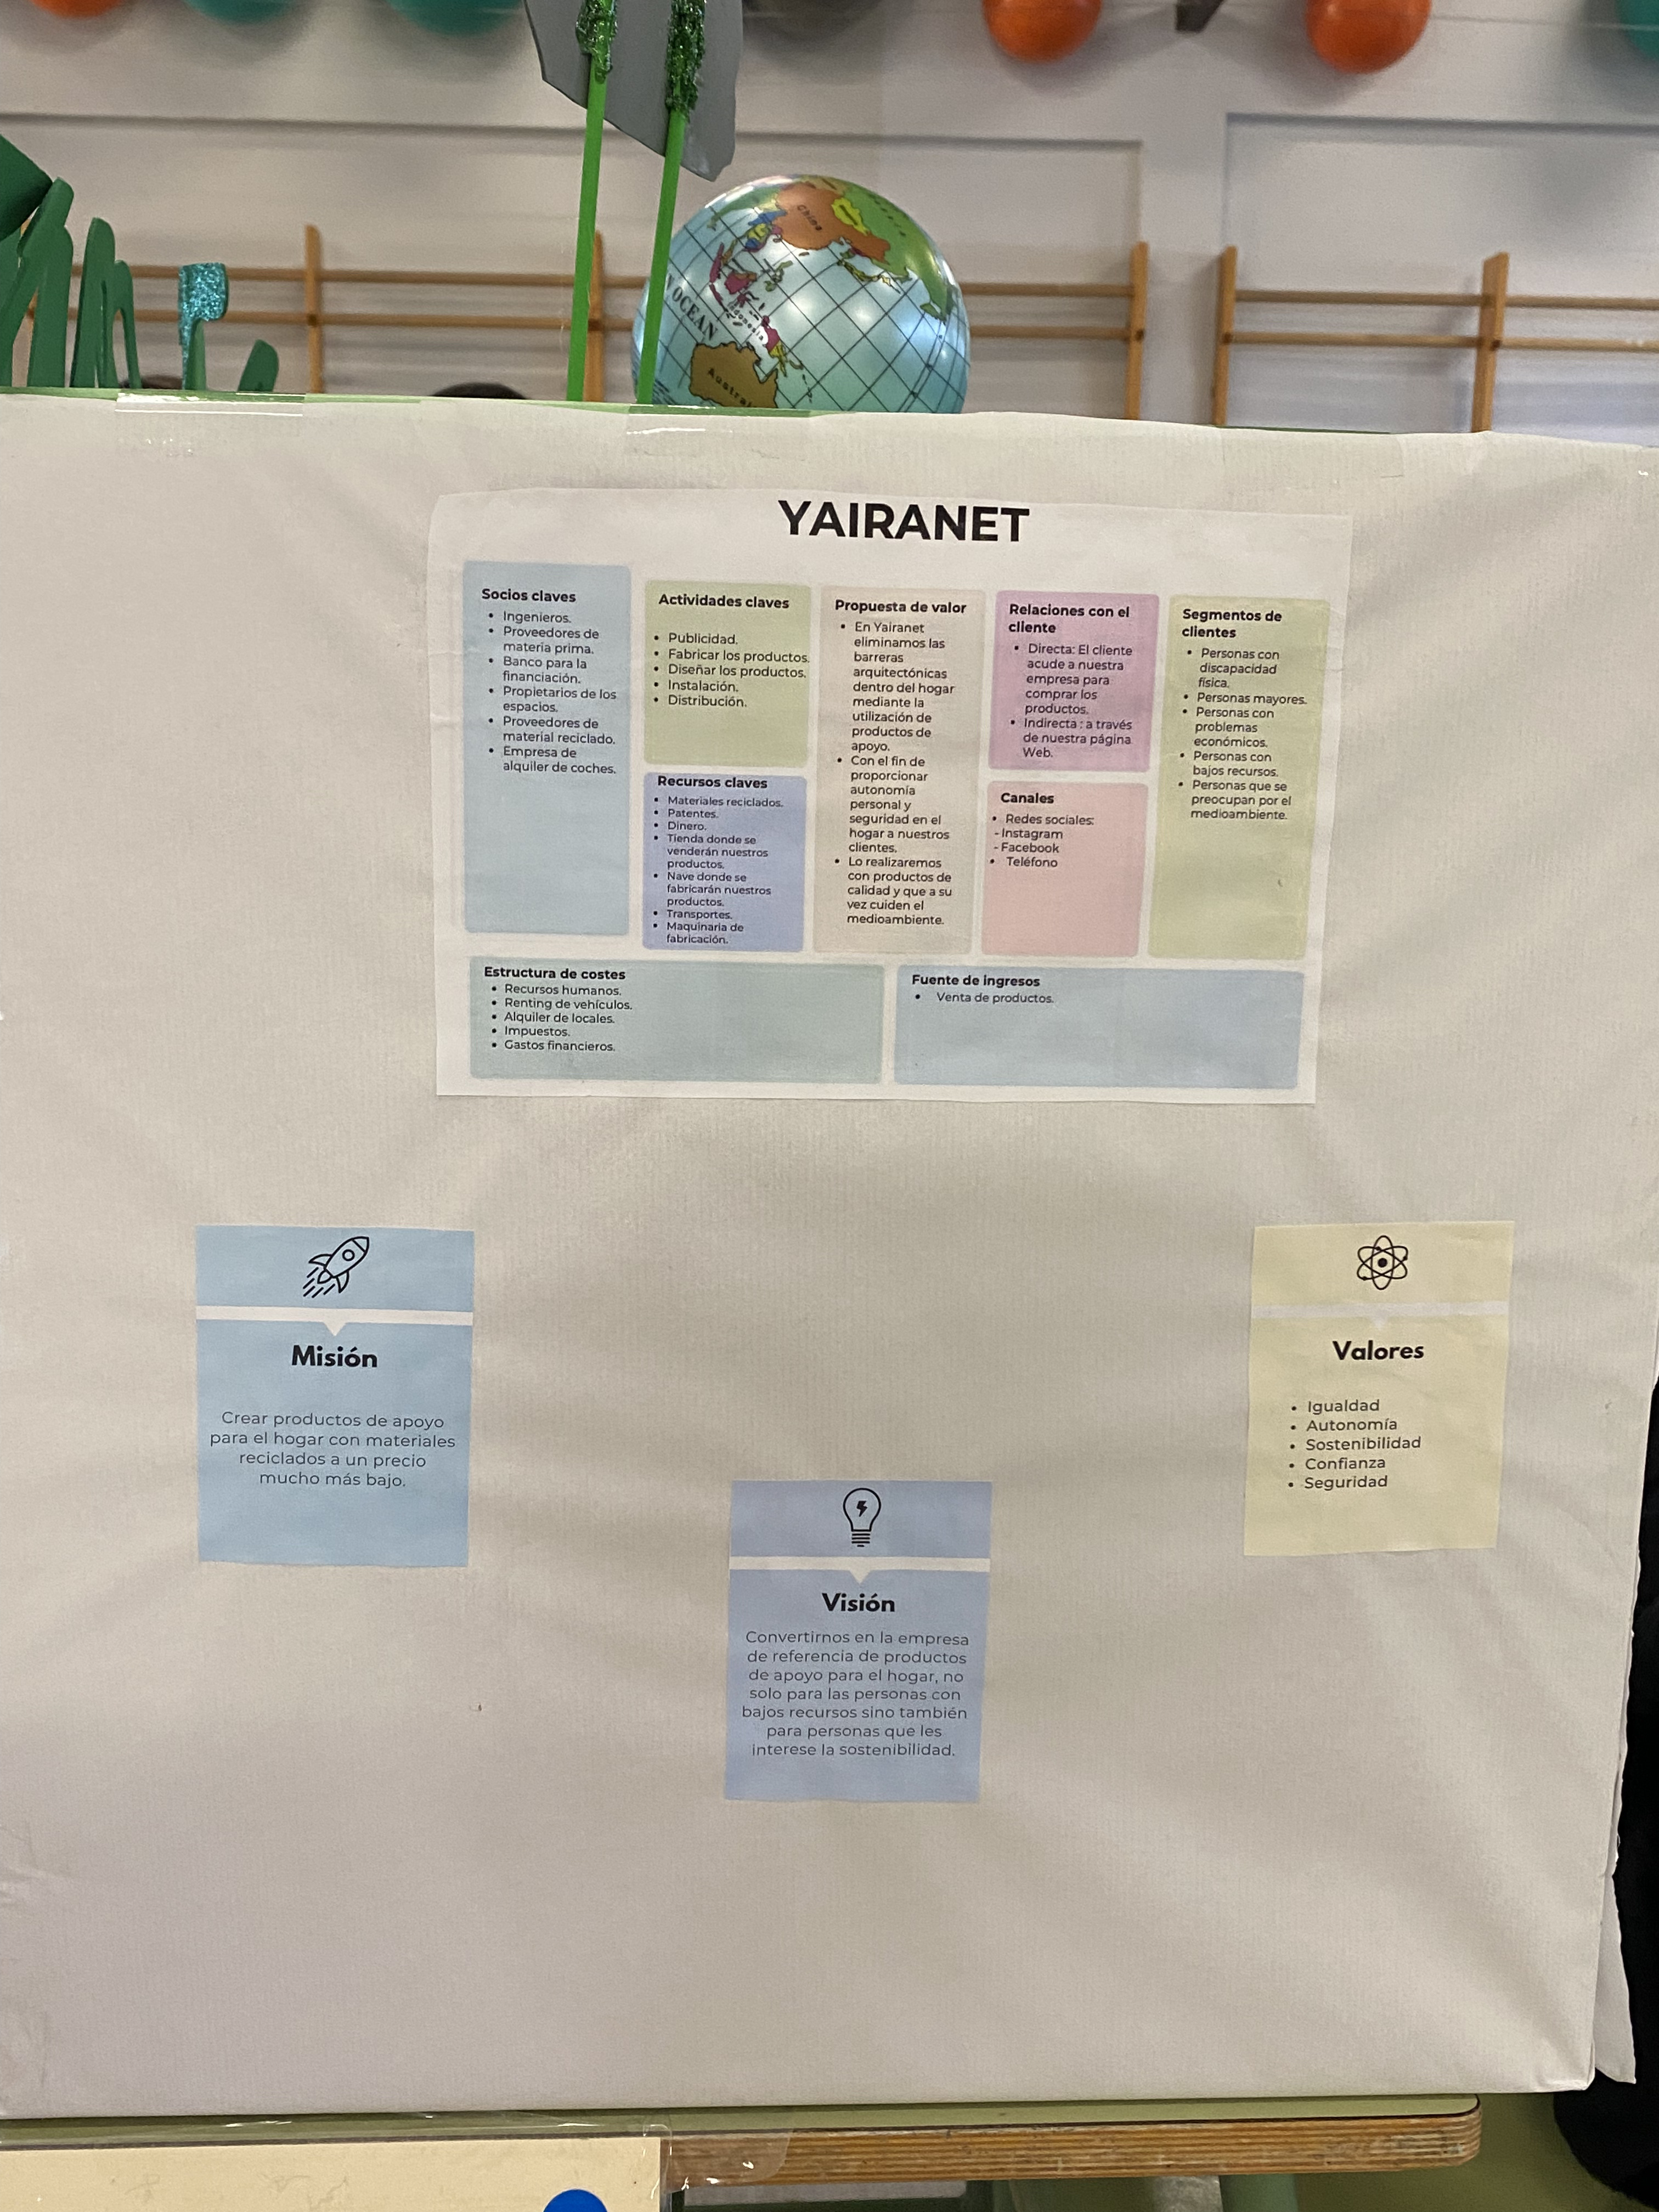 China
OCEAN
Indonesia
YAIRANET
Socios claves
• Ingenieros.
• Proveedores de
materia prima.
• Banco para la
financiación.
• Propietarios de los
espacios.
• Proveedores de
material reciclado.
• Empresa de
alquiler de coches.
Actividades claves
• Publicidad.
• Fabricar los productos.
• Diseñar los productos.
• Instalación.
• Distribución.
Recursos claves
• Materiales reciclados.
• Patentes.
• Dinero.
• Tienda donde se
venderán nuestros
productos.
• Nave donde se
fabricarán nuestros
productos.
• Transportes.
• Maquinaria de
fabricación.
Propuesta de valor
• En Yairanet
eliminamos las
barreras
arquitectónicas
dentro del hogar
mediante la
utilización de
productos de
apoyo.
• Con el fin de
proporcionar
autonomía
personal y
seguridad en el
hogar a nuestros
clientes.
• Lo realizaremos
con productos de
calidad y que a su
vez cuiden el
medioambiente.
Relaciones con el
cliente
• Directa: El cliente
acude a nuestra
empresa para
comprar los
productos.
• Indirecta : a través
de nuestra página
Web.
Canales
• Redes sociales:
- Instagram
- Facebook
• Teléfono
Segmentos de
clientes
• Personas con
discapacidad
física.
• Personas mayores.
• Personas con
problemas
económicos.
• Personas con
bajos recursos.
• Personas que se
preocupan por el
medioambiente.
Estructura de costes
• Recursos humanos.
• Renting de vehículos.
• Alquiler de locales.
• Impuestos.
• Gastos financieros.
Fuente de ingresos
• Venta de productos.
Misión
Crear productos de apoyo
para el hogar con materiales
reciclados a un precio
mucho más bajo.
Visión
Convertirnos en la empresa
de referencia de productos
de apoyo para el hogar, no
solo para las personas con
bajos recursos sino también
para personas que les
interese la sostenibilidad.
Valores
• Igualdad
• Autonomía
• Sostenibilidad
• Confianza
• Seguridad